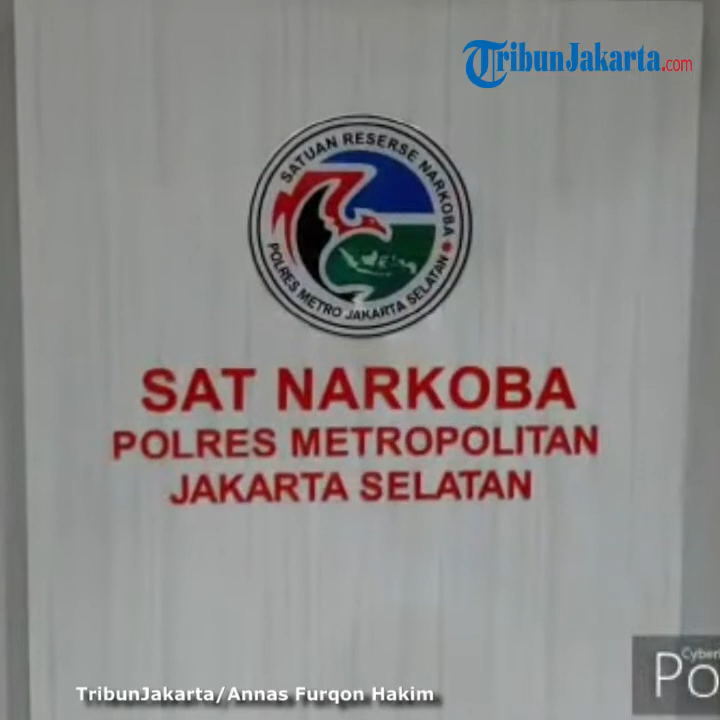 TribunJakarta.com
SATUAN RESERSE NARKOBA
POLRES METRO JAKARTA SELATAN
SAT NARKOBA
POLRES METROPOLITAN
JAKARTA SELATAN
TribunJakarta/Annas Furqon Hakim